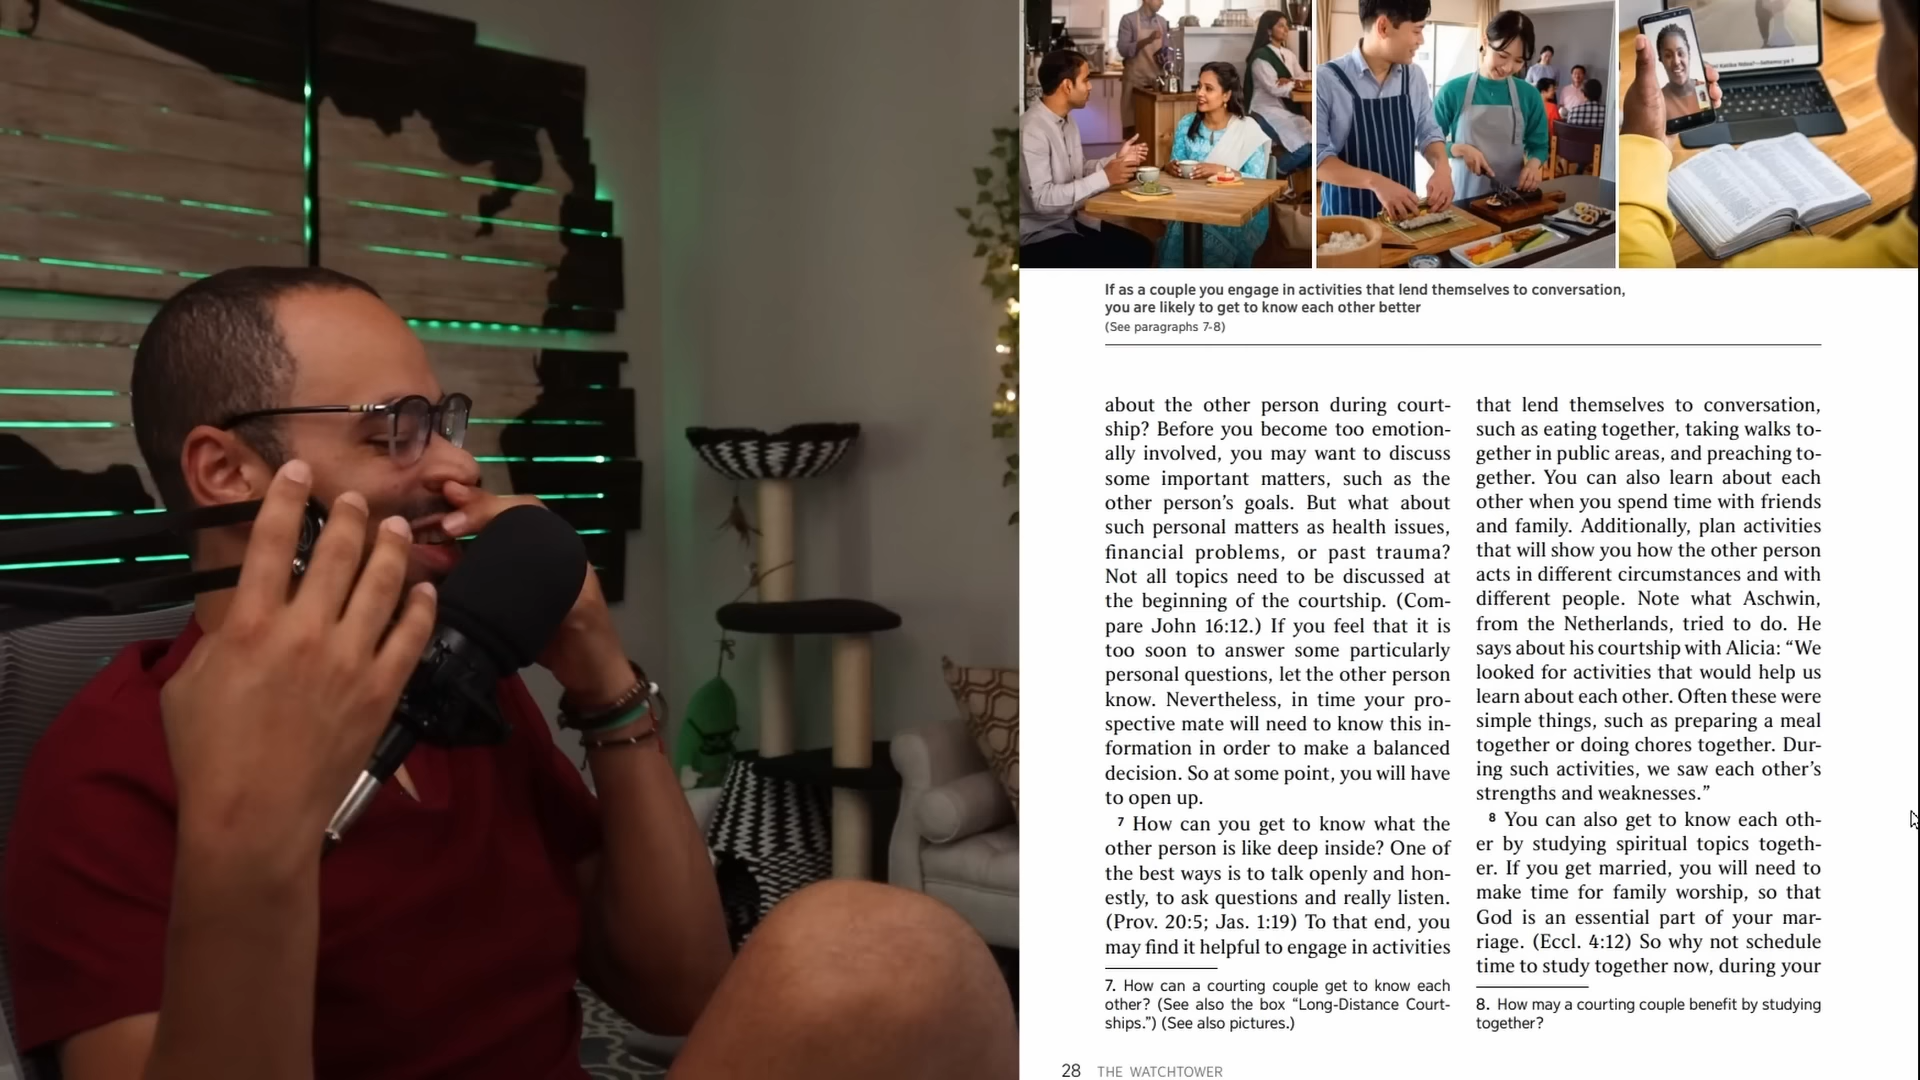 If as a couple you engage in activities that lend themselves to conversation,
you are likely to get to know each other better
(See paragraphs 7-8)
about the other person during court-
ship? Before you become too emotion-
ally involved, you may want to discuss
some important matters, such as the
other person’s goals. But what about
such personal matters as health issues,
financial problems, or past trauma?
Not all topics need to be discussed at
the beginning of the courtship. (Com-
pare John 16:12.) If you feel that it is
too soon to answer some particularly
personal questions, let the other person
know. Nevertheless, in time your pro-
spective mate will need to know this in-
formation in order to make a balanced
decision. So at some point, you will have
to open up.
7 How can you get to know what the
other person is like deep inside? One of
the best ways is to talk openly and hon-
estly, to ask questions and really listen.
(Prov. 20:5; Jas. 1:19) To that end, you
may find it helpful to engage in activities
7. How can a courting couple get to know each
other? (See also the box “Long-Distance Court-
ships.”) (See also pictures.)
that lend themselves to conversation,
such as eating together, taking walks to-
gether in public areas, and preaching to-
gether. You can also learn about each
other when you spend time with friends
and family. Additionally, plan activities
that will show you how the other person
acts in different circumstances and with
different people. Note what Aschwin,
from the Netherlands, tried to do. He
says about his courtship with Alicia: “We
looked for activities that would help us
learn about each other. Often these were
simple things, such as preparing a meal
together or doing chores together. Dur-
ing such activities, we saw each other’s
strengths and weaknesses.”
8 You can also get to know each oth-
er by studying spiritual topics togeth-
er. If you get married, you will need to
make time for family worship, so that
God is an essential part of your mar-
riage. (Eccl. 4:12) So why not schedule
time to study together now, during your
8. How may a courting couple benefit by studying
together?
28 THE WATCHTOWER